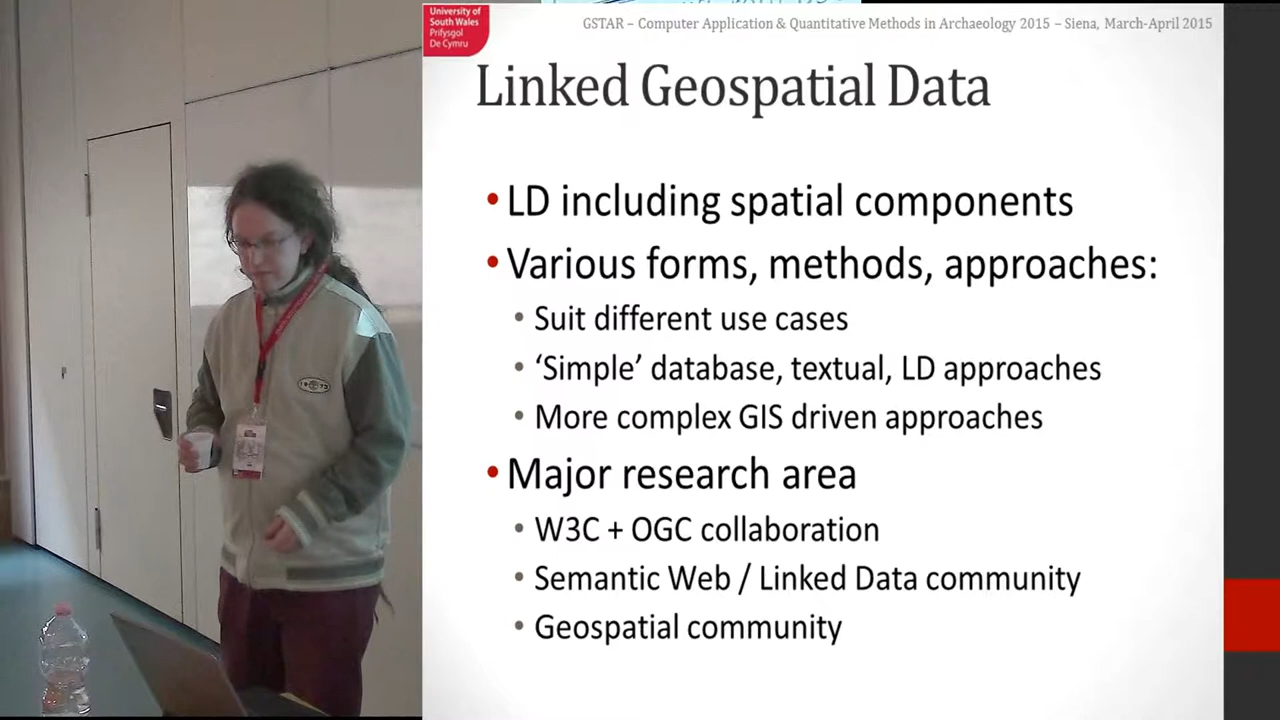 University of
South Wales
Prifysgol
De Cymru
GSTAR – Computer Application & Quantitative Methods in Archaeology 2015 – Siena, March-April 2015
Linked Geospatial Data
• LD including spatial components
• Various forms, methods, approaches:
• Suit different use cases
• ‘Simple’ database, textual, LD approaches
• More complex GIS driven approaches
• Major research area
• W3C + OGC collaboration
• Semantic Web / Linked Data community
• Geospatial community